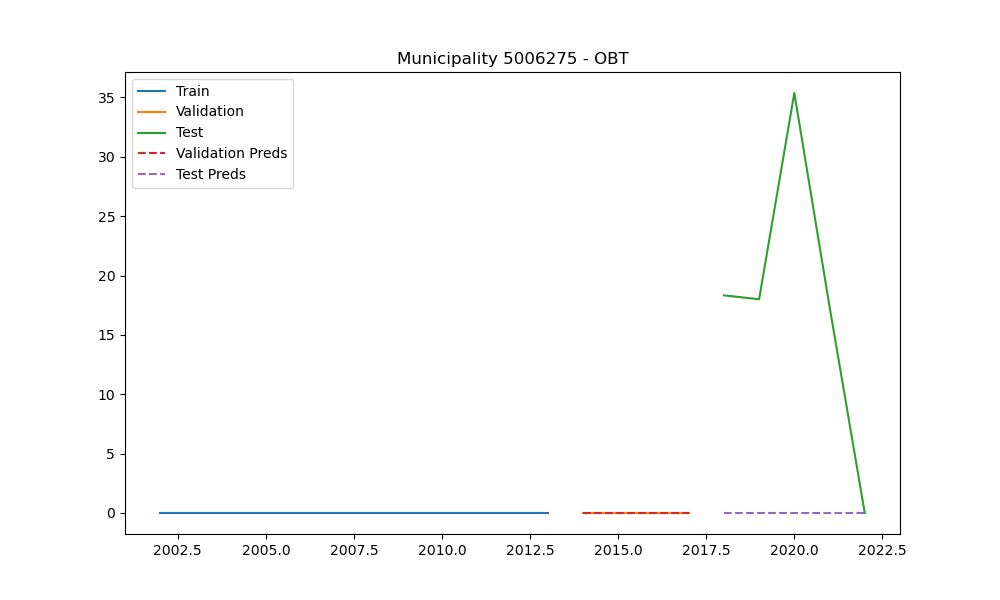 Municipality 5006275 - OBT
Train
Validation
Test
Validation Preds
Test Preds
35
30
25
20
15
10
5
0
2002.5 2005.0 2007.5 2010.0 2012.5 2015.0 2017.5 2020.0 2022.5